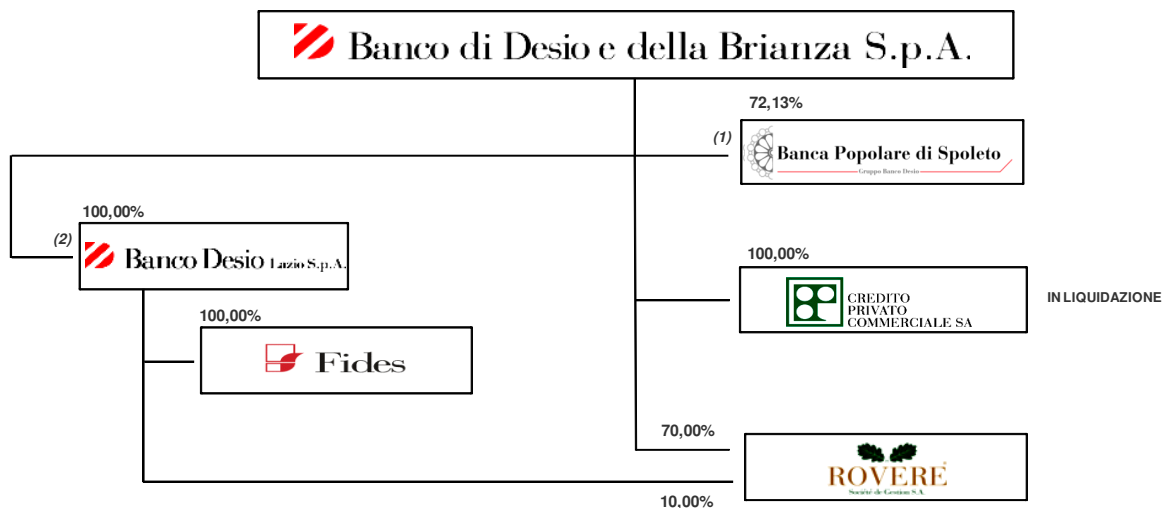 Banco di Desio e della Brianza S.p.A.
72,13%
(1)
Banca Popolare di Spoleto
Gruppo Banco Desio
100,00%
(2)
Banco Desio Lazio S.p.A.
100,00%
CREDITO
PRIVATO
COMMERCIALE SA
IN LIQUIDAZIONE
100,00%
Fides
70,00%
ROVERE
Société de Gestion S.A.
10,00%